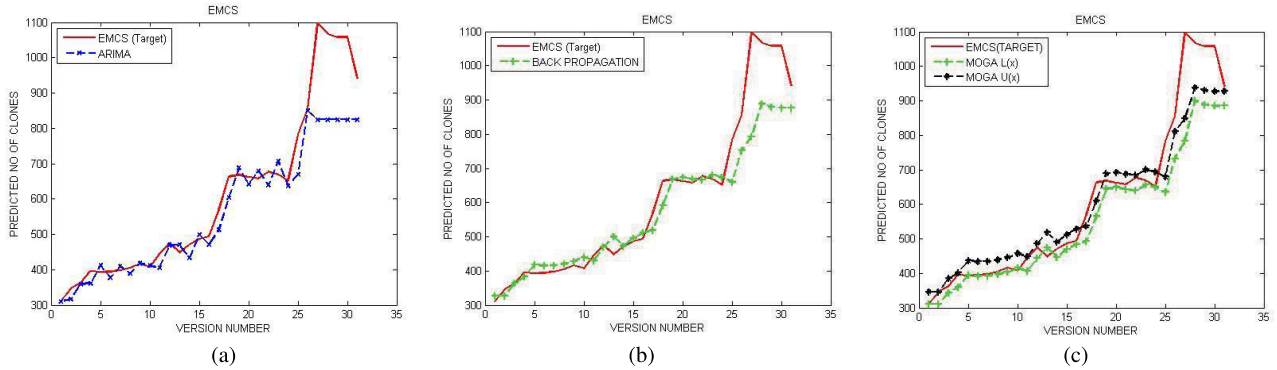 EMCS
1100
1000
900
800
700
600
500
400
300
PREDICTED NO OF CLONES
EMCS (Target)
ARIMA
0 5 10 15 20 25 30 35
VERSION NUMBER
(a)
EMCS
1100
1000
900
800
700
600
500
400
300
PREDICTED NO OF CLONES
EMCS (Target)
BACK PROPAGATION
0 5 10 15 20 25 30 35
VERSION NUMBER
(b)
EMCS
1100
1000
900
800
700
600
500
400
300
PREDICTED NO OF CLONES
EMCS(TARGET)
MOGA L(x)
MOGA U(x)
0 5 10 15 20 25 30 35
VERSION NUMBER
(c)